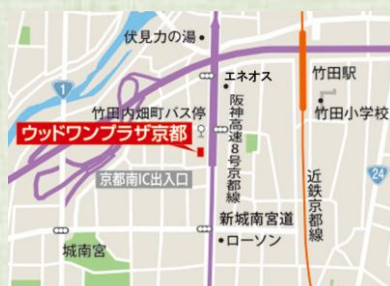 伏見力の湯
エネオス
竹田駅
1
竹田内畑町バス停
竹田小学校
ウッドワンプラザ京都
阪神高速8号京都線
京都南IC出入口
近鉄京都線
24
新城南宮道
ローソン
城南宮